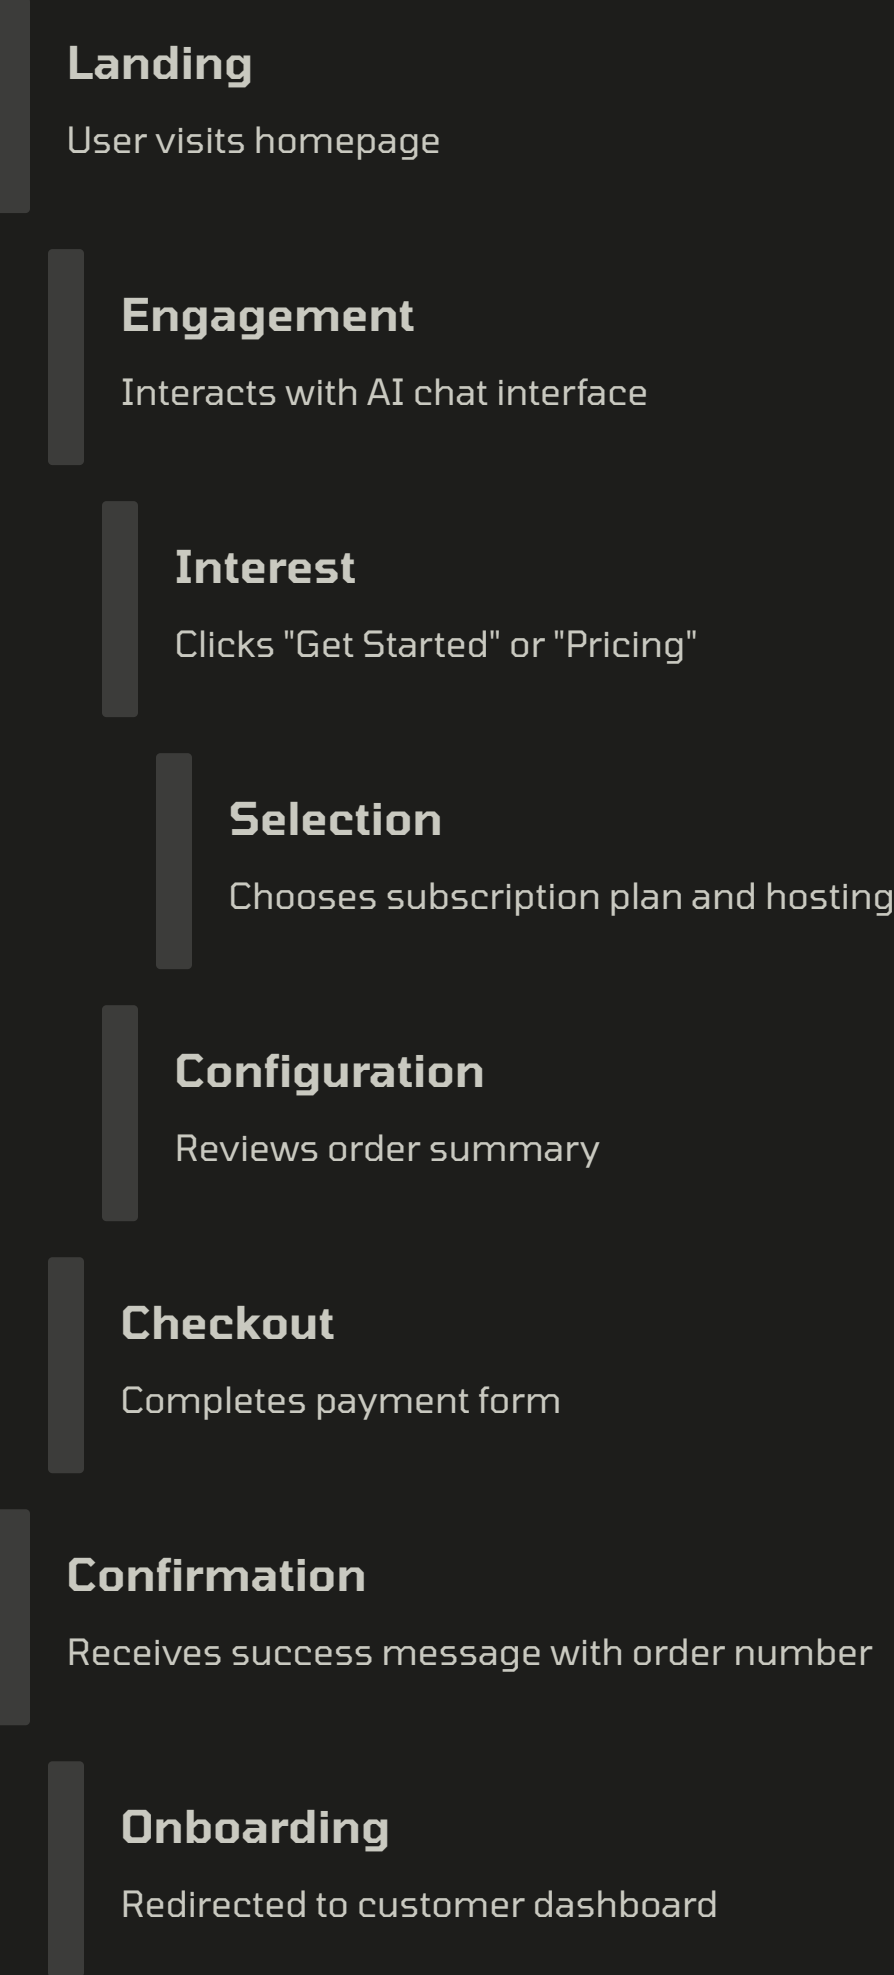 Landing
User visits homepage
Engagement
Interacts with AI chat interface
Interest
Clicks "Get Started" or "Pricing"
Selection
Chooses subscription plan and hosting
Configuration
Reviews order summary
Checkout
Completes payment form
Confirmation
Receives success message with order number
Onboarding
Redirected to customer dashboard